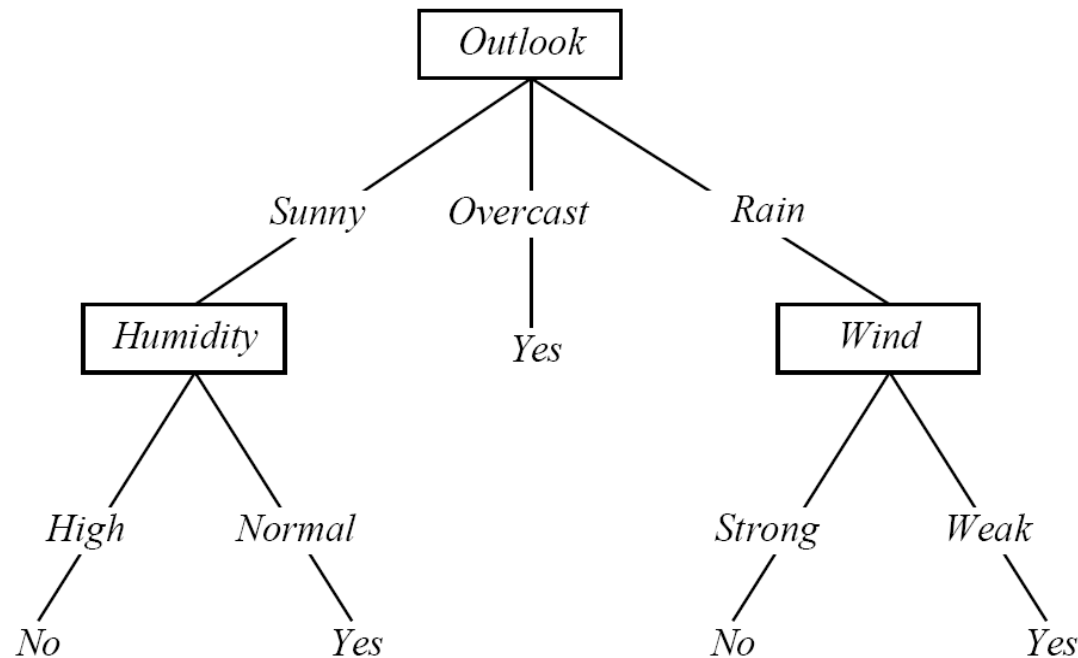 Outlook
Sunny Overcast Rain
Humidity Yes Wind
High Normal Strong Weak
No Yes No Yes